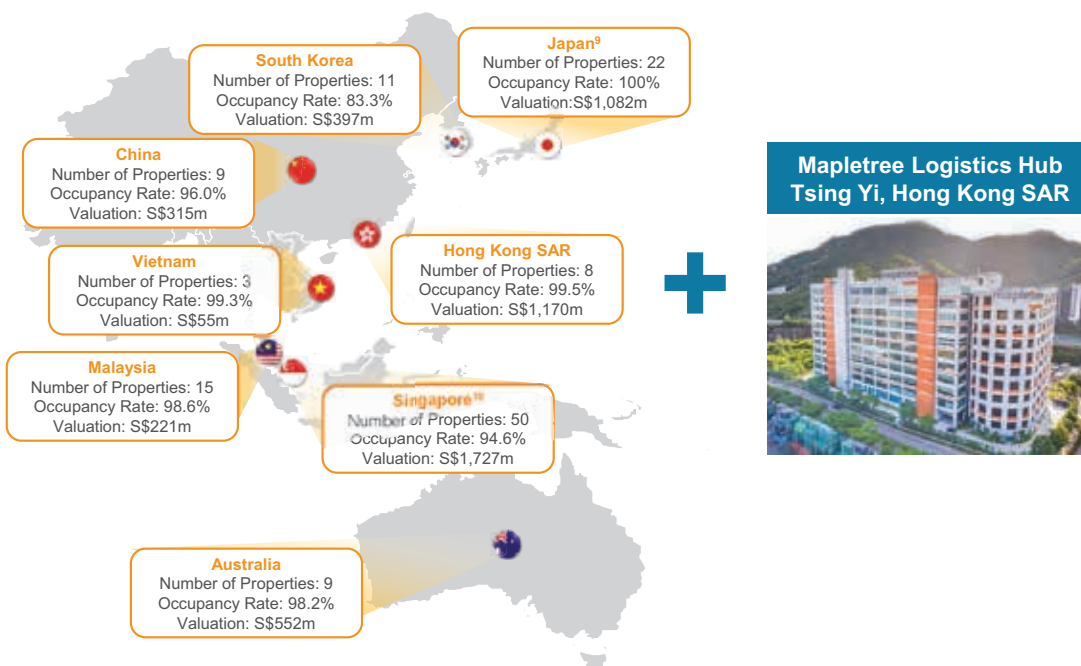 South Korea
Number of Properties: 11
Occupancy Rate: 83.3%
Valuation: S$397m
Japan⁹
Number of Properties: 22
Occupancy Rate: 100%
Valuation:S$1,082m
China
Number of Properties: 9
Occupancy Rate: 96.0%
Valuation: S$315m
Vietnam
Number of Properties: 3
Occupancy Rate: 99.3%
Valuation: S$55m
Hong Kong SAR
Number of Properties: 8
Occupancy Rate: 99.5%
Valuation: S$1,170m
Malaysia
Number of Properties: 15
Occupancy Rate: 98.6%
Valuation: S$221m
Singapore¹⁰
Number of Properties: 50
Occupancy Rate: 94.6%
Valuation: S$1,727m
Australia
Number of Properties: 9
Occupancy Rate: 98.2%
Valuation: S$552m
Mapletree Logistics Hub
Tsing Yi, Hong Kong SAR